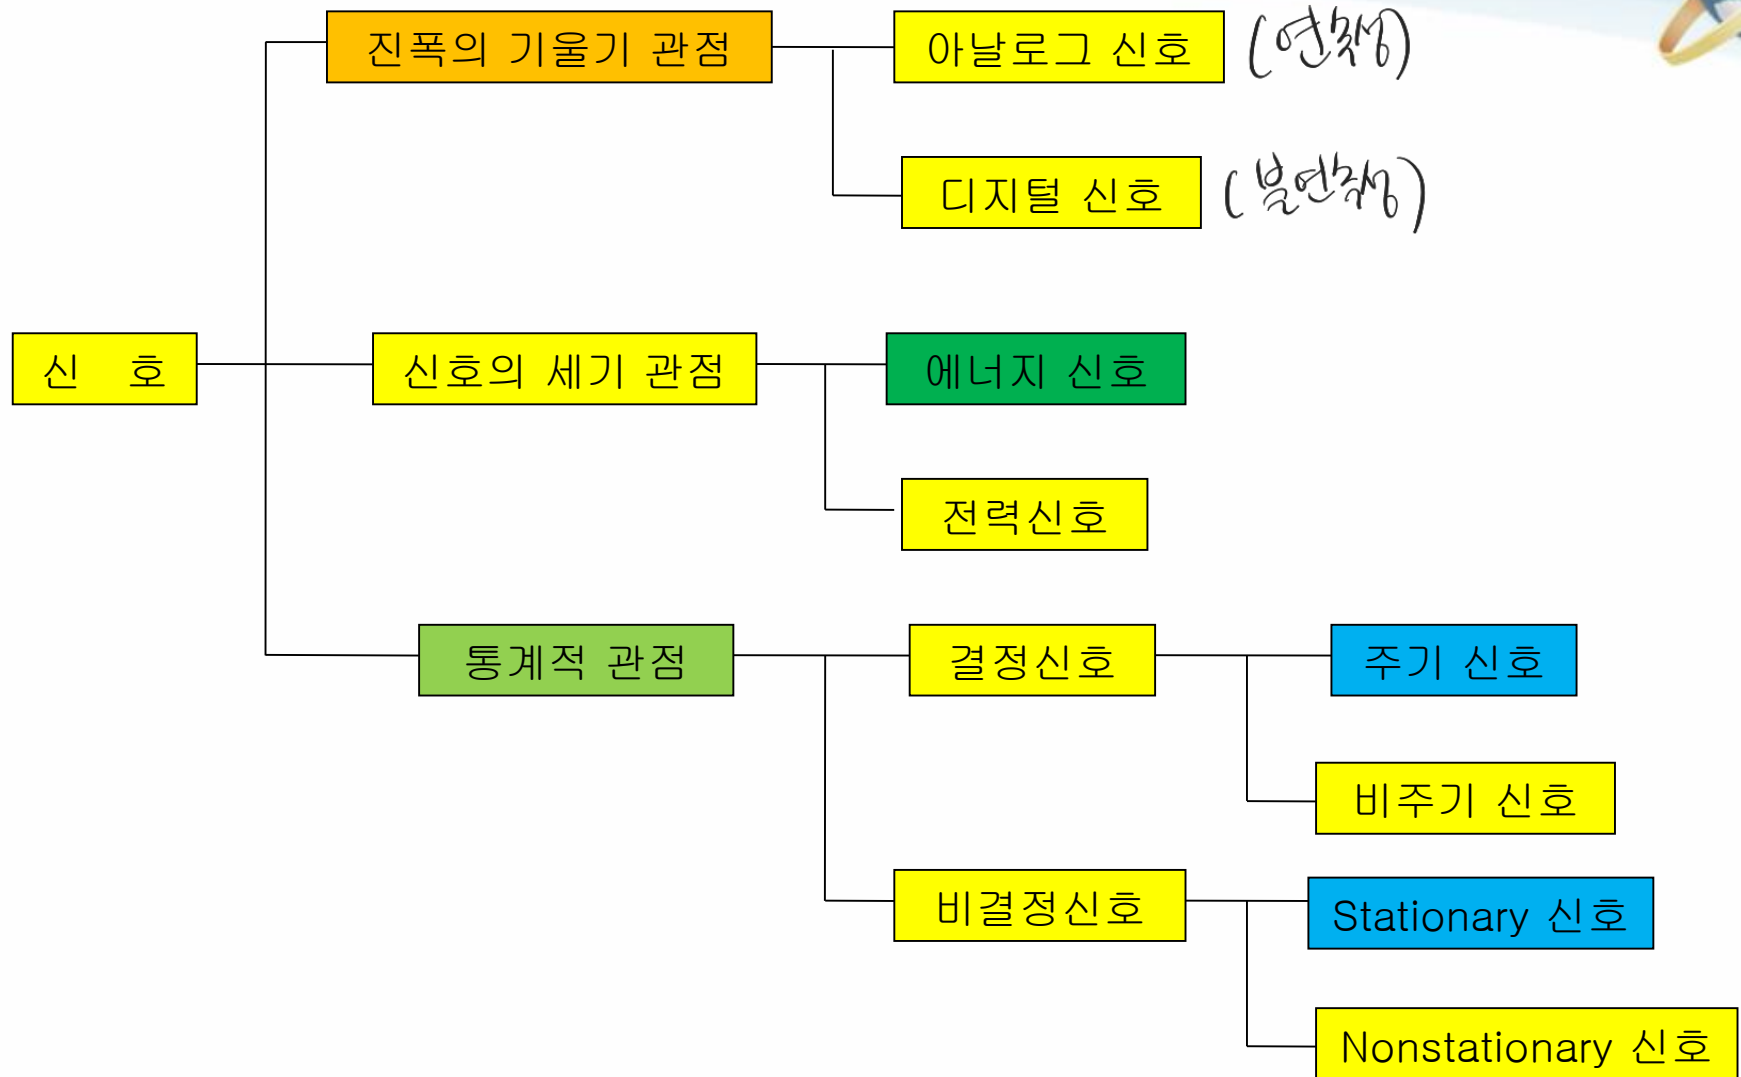 진폭의 기울기 관점
아날로그 신호
(연속성)
디지털 신호
(불연속성)
신 호
신호의 세기 관점
에너지 신호
전력신호
통계적 관점
결정신호
주기 신호
비주기 신호
비결정신호
Stationary 신호
Nonstationary 신호